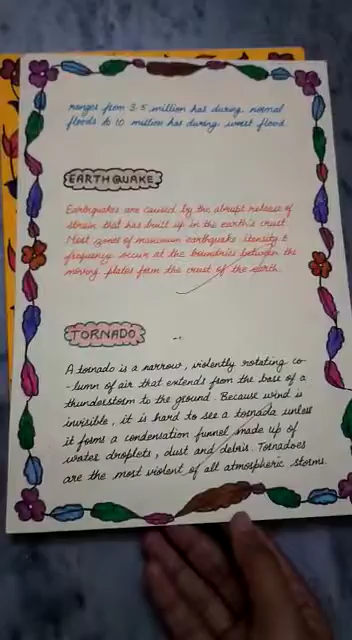 ranges from 3.5 million has during normal
floods to 10 million has during worst flood.
EARTHQUAKE
Earthquakes are caused by the abrupt release of
strain that has built up in the earth's crust.
Most zones of maximum earthquake itensity &
frequency occur at the boundries between the
moving plates form the crust of the earth.
TORNADO
A tornado is a narrow, violently rotating co-
-lumn of air that extends from the base of a
thunderstorm to the ground. Because wind is
invisible, it is hard to see a tornado unless
it forms a condensation funnel made up of
water droplets, dust and debris. Tornadoes
are the most violent of all atmospheric storms.